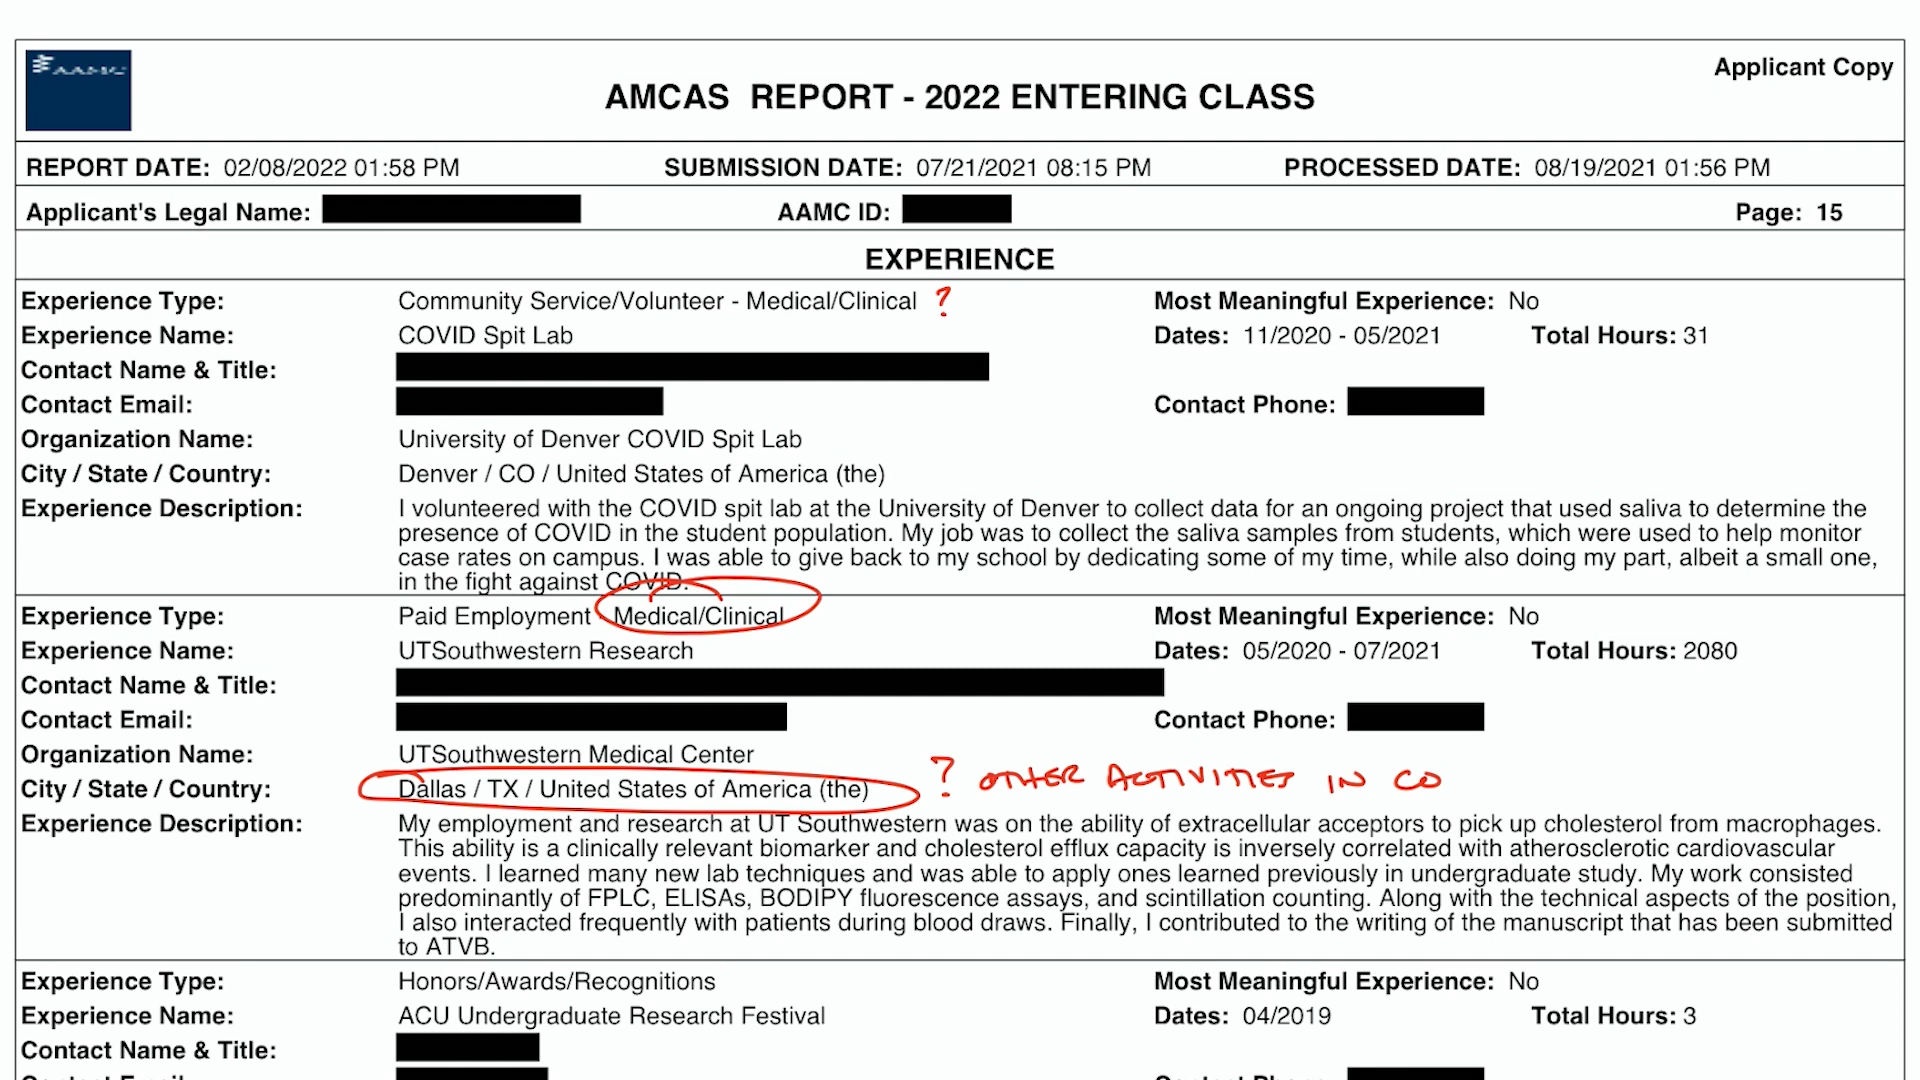 AAMC
Applicant Copy
AMCAS REPORT - 2022 ENTERING CLASS
REPORT DATE: 02/08/2022 01:58 PM SUBMISSION DATE: 07/21/2021 08:15 PM PROCESSED DATE: 08/19/2021 01:56 PM
Applicant's Legal Name: AAMC ID: Page: 15
EXPERIENCE
Experience Type: Community Service/Volunteer - Medical/Clinical ? Most Meaningful Experience: No
Experience Name: COVID Spit Lab Dates: 11/2020 - 05/2021 Total Hours: 31
Contact Name & Title:
Contact Email: Contact Phone:
Organization Name: University of Denver COVID Spit Lab
City / State / Country: Denver / CO / United States of America (the)
Experience Description: I volunteered with the COVID spit lab at the University of Denver to collect data for an ongoing project that used saliva to determine the
presence of COVID in the student population. My job was to collect the saliva samples from students, which were used to help monitor
case rates on campus. I was able to give back to my school by dedicating some of my time, while also doing my part, albeit a small one,
in the fight against COVID.
Experience Type: Paid Employment - Medical/Clinical Most Meaningful Experience: No
Experience Name: UTSouthwestern Research Dates: 05/2020 - 07/2021 Total Hours: 2080
Contact Name & Title:
Contact Email: Contact Phone:
Organization Name: UTSouthwestern Medical Center
City / State / Country: Dallas / TX / United States of America (the) ? OTHER ACTIVITIES IN CO
Experience Description: My employment and research at UT Southwestern was on the ability of extracellular acceptors to pick up cholesterol from macrophages.
This ability is a clinically relevant biomarker and cholesterol efflux capacity is inversely correlated with atherosclerotic cardiovascular
events. I learned many new lab techniques and was able to apply ones learned previously in undergraduate study. My work consisted
predominantly of FPLC, ELISAs, BODIPY fluorescence assays, and scintillation counting. Along with the technical aspects of the position,
I also interacted frequently with patients during blood draws. Finally, I contributed to the writing of the manuscript that has been submitted
to ATVB.
Experience Type: Honors/Awards/Recognitions Most Meaningful Experience: No
Experience Name: ACU Undergraduate Research Festival Dates: 04/2019 Total Hours: 3
Contact Name & Title: